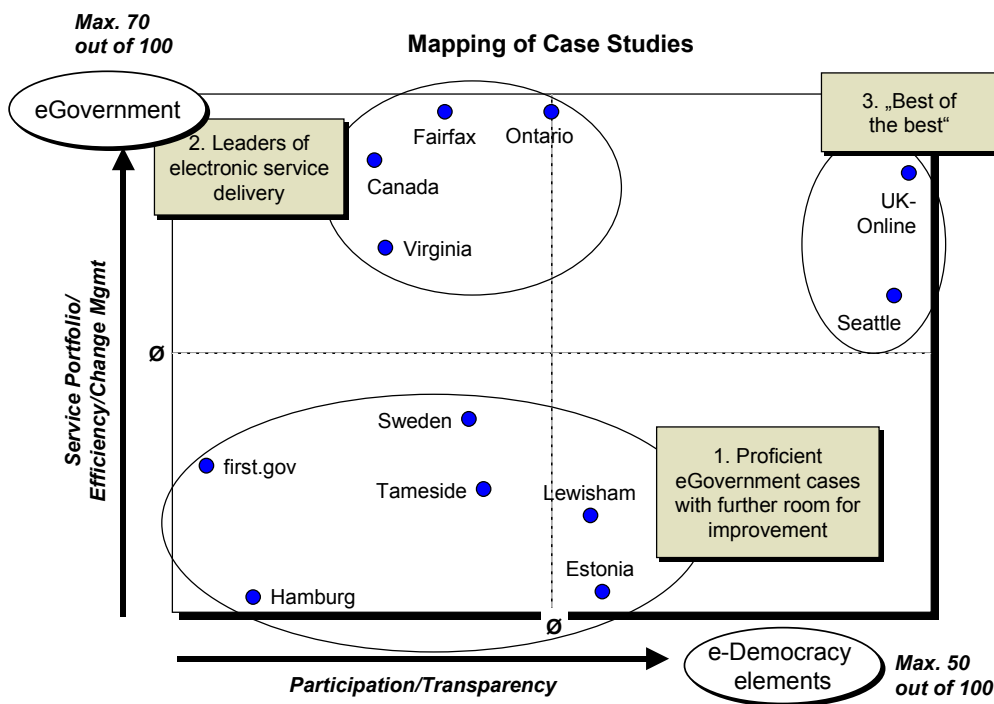 Max. 70
out of 100
Mapping of Case Studies
eGovernment
3. „Best of
the best“
2. Leaders of
electronic service
delivery
Fairfax
Ontario
Canada
Virginia
UK-
Online
Seattle
Service Portfolio/
Efficiency/Change Mgmt
Ø
Sweden
first.gov
Tameside
Lewisham
1. Proficient
eGovernment cases
with further room for
improvement
Estonia
Hamburg
Ø
Participation/Transparency
e-Democracy
elements
Max. 50
out of 100